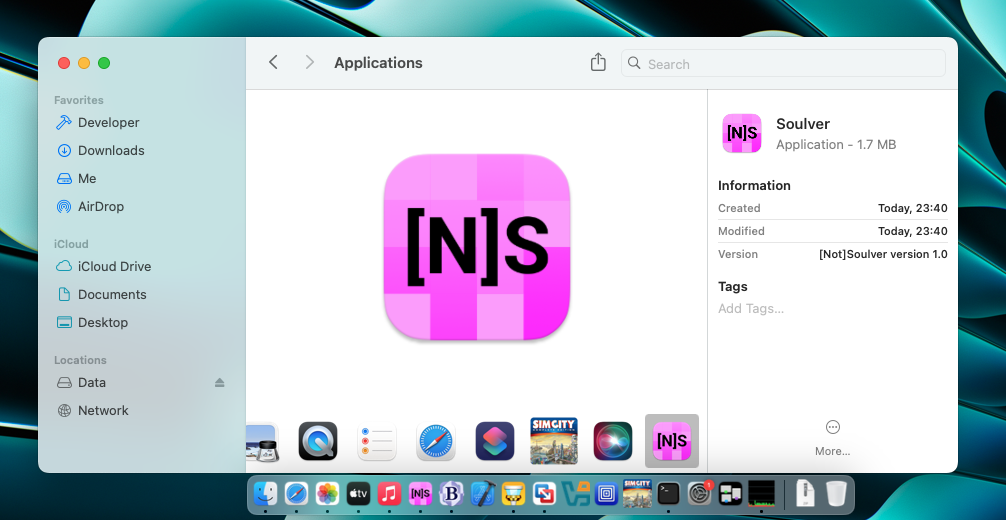 Applications
Search
Favorites
Developer
Downloads
Me
AirDrop
iCloud
iCloud Drive
Documents
Desktop
Locations
Data
Network
[N]S
SIMCITY
[N]S
[N]S
Soulver
Application - 1.7 MB
Information
Created Today, 23:40
Modified Today, 23:40
Version [Not]Soulver version 1.0
Tags
Add Tags...
More...
tv
[N]S
B
SIMCITY
1